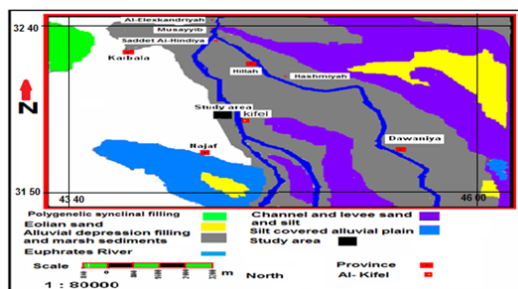 32 40
Al-Elexkandriyah
Musayyib
Saddet Al-Hindiya
Karbala
Hillah
Hashmiyah
Study area
kifel
Najaf
Dawaniya
N
31 50
43 40
46 00
Polygenetic synclinal filling
Eolian sand
Alluvial depression filling
and marsh sediments
Euphrates River
Channel and levee sand
and silt
Silt covered alluvial plain
Study area
Scale
m
North
Province
Al- Kifel
1 : 80000